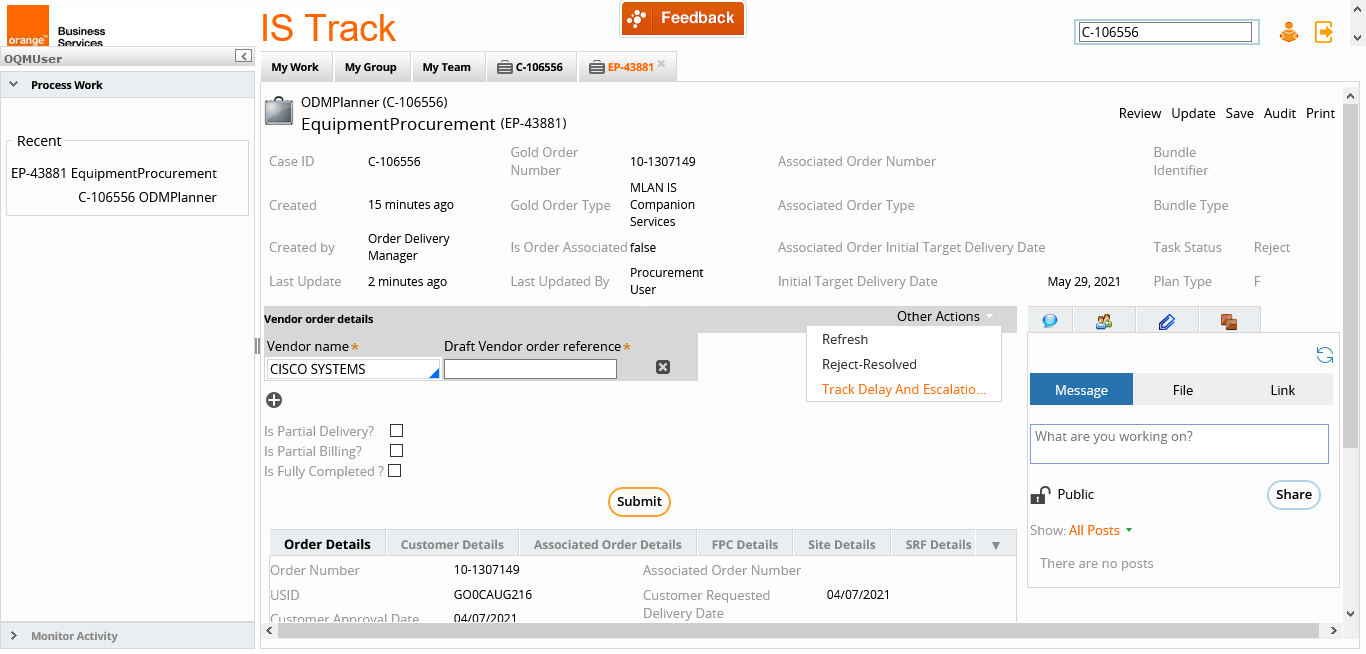 orange™
Business
Services
IS Track
Feedback
C-106556
OQMUser
Process Work
Recent
EP-43881 EquipmentProcurement
C-106556 ODMPlanner
Monitor Activity
My Work My Group My Team C-106556 EP-43881
ODMPlanner (C-106556)
EquipmentProcurement (EP-43881)
Review Update Save Audit Print
Case ID C-106556 Gold Order Number 10-1307149 Associated Order Number Bundle Identifier
Created 15 minutes ago Gold Order Type MLAN IS Companion Services Associated Order Type Bundle Type
Created by Order Delivery Manager Is Order Associated false Associated Order Initial Target Delivery Date Task Status Reject
Last Update 2 minutes ago Last Updated By Procurement User Initial Target Delivery Date May 29, 2021 Plan Type F
Vendor order details Other Actions
Refresh
Reject-Resolved
Track Delay And Escalatio...
Vendor name* Draft Vendor order reference*
CISCO SYSTEMS
Is Partial Delivery?
Is Partial Billing?
Is Fully Completed ?
Submit
Order Details Customer Details Associated Order Details FPC Details Site Details SRF Details
Order Number 10-1307149 Associated Order Number
USID GO0CAUG216 Customer Requested Delivery Date 04/07/2021
Customer Approval Date 04/07/2021
Message File Link
What are you working on?
Public Share
Show: All Posts
There are no posts